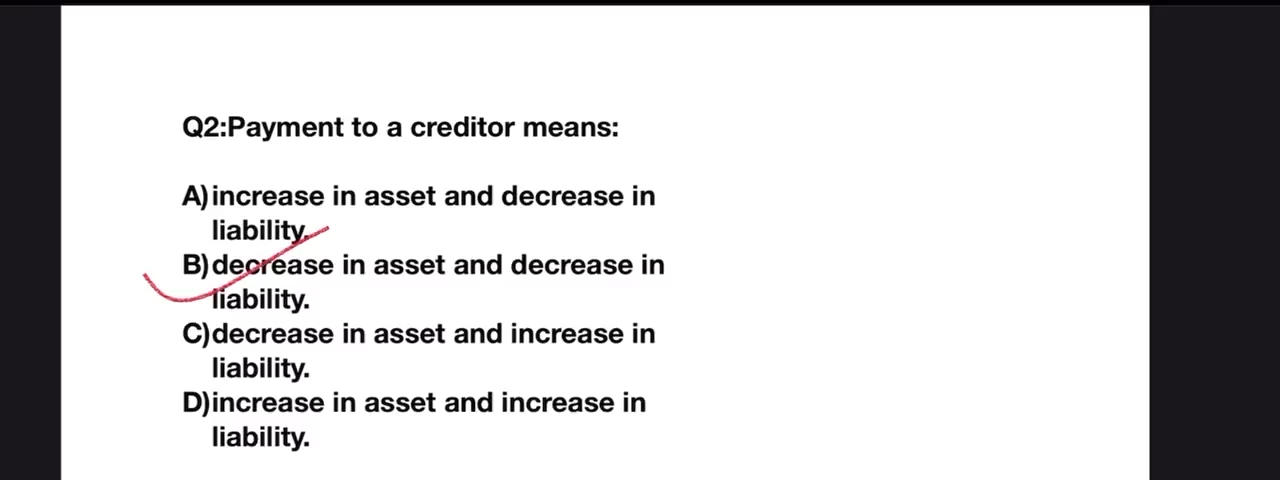 Q2:Payment to a creditor means:
A)increase in asset and decrease in
liability.
B)decrease in asset and decrease in
liability.
C)decrease in asset and increase in
liability.
D)increase in asset and increase in
liability.